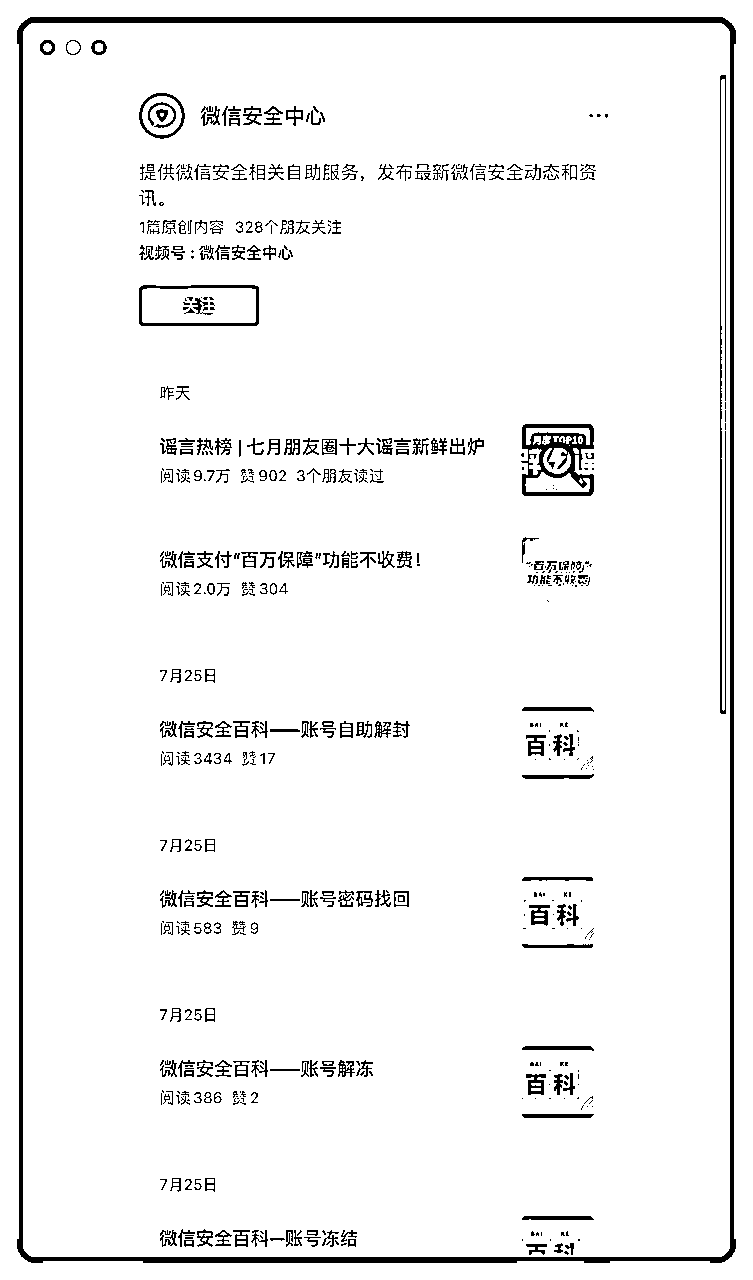 微信安全中心
提供微信安全相关自助服务，发布最新微信安全动态和资
讯。
1篇原创内容 328个朋友关注
视频号：微信安全中心
关注
昨天
谣言热榜 | 七月朋友圈十大谣言新鲜出炉
阅读9.7万 赞902 3个朋友读过
月度TOP10
微信支付“百万保障”功能不收费！
阅读2.0万 赞304
“百万保障”
功能不收费
7月25日
微信安全百科——账号自助解封
阅读3434 赞17
BAI KE
百科
7月25日
微信安全百科——账号密码找回
阅读583 赞9
BAI KE
百科
7月25日
微信安全百科——账号解冻
阅读386 赞2
BAI KE
百科
7月25日
微信安全百科—账号冻结
BAI KE